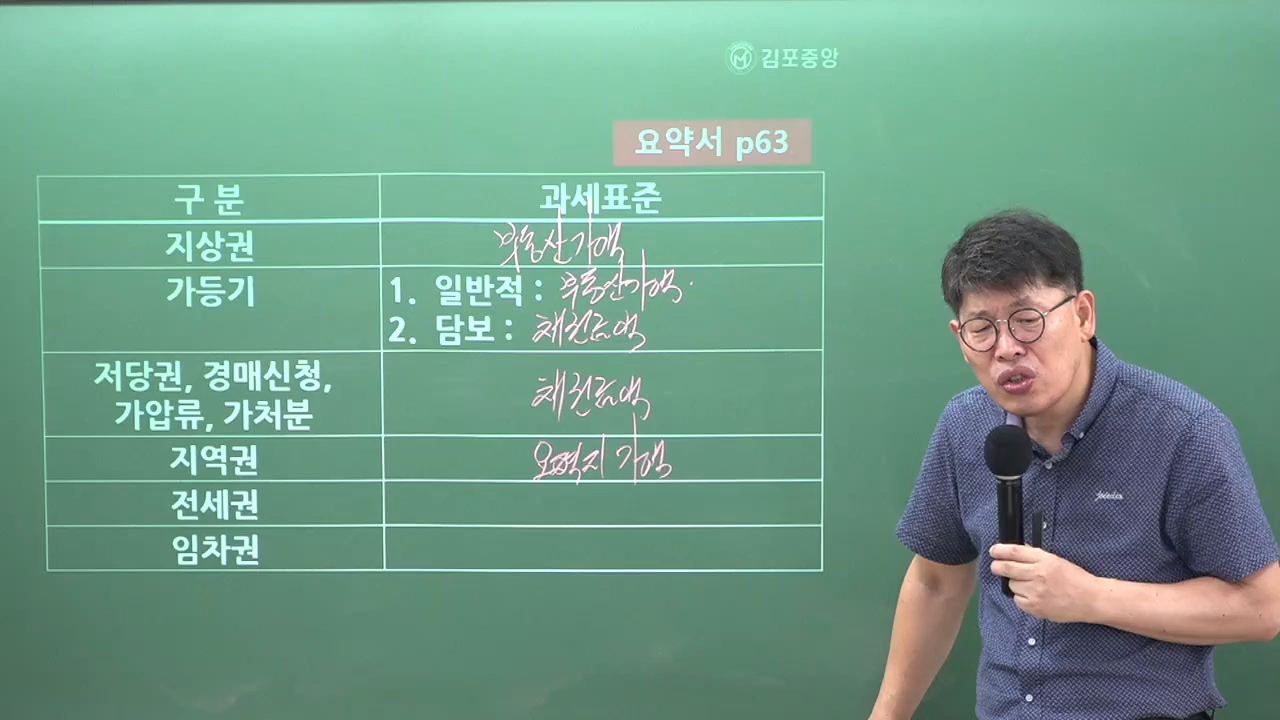 김포중앙
요약서 p63
구 분 과세표준
지상권 부동산가액
가등기 1. 일반적 : 부동산가액.
2. 담보 : 채권금액
저당권, 경매신청,
가압류, 가처분 채권금액
지역권 요역지 가액
전세권
임차권